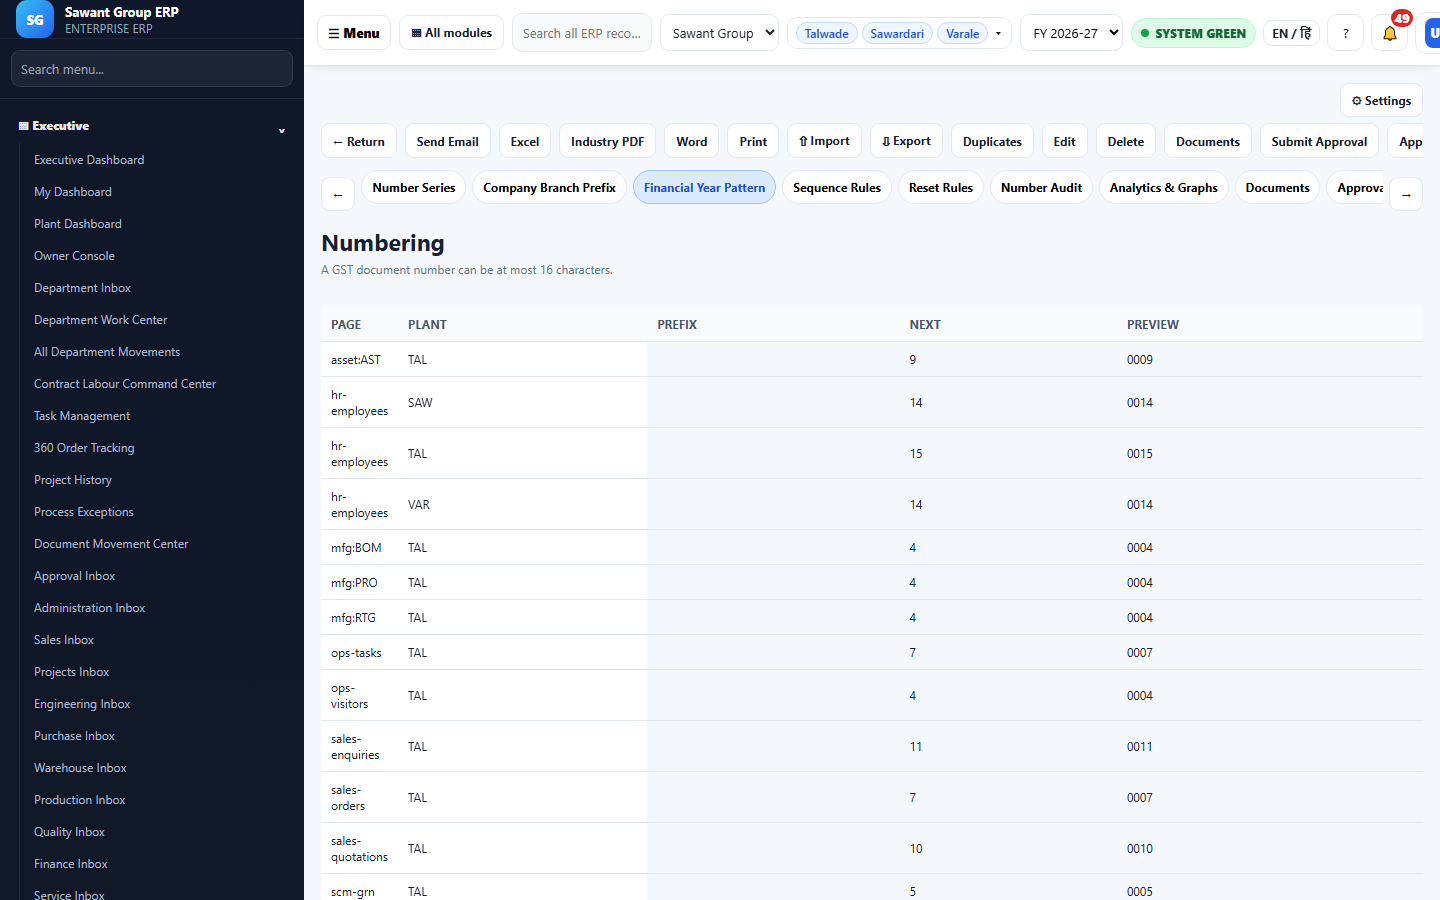 SG
Sawant Group ERP
ENTERPRISE ERP
Search menu...
Executive
Executive Dashboard
My Dashboard
Plant Dashboard
Owner Console
Department Inbox
Department Work Center
All Department Movements
Contract Labour Command Center
Task Management
360 Order Tracking
Project History
Process Exceptions
Document Movement Center
Approval Inbox
Administration Inbox
Sales Inbox
Projects Inbox
Engineering Inbox
Purchase Inbox
Warehouse Inbox
Production Inbox
Quality Inbox
Finance Inbox
Service Inbox
☰ Menu
All modules
Search all ERP reco...
Sawant Group
Talwade
Sawardari
Varale
FY 2026-27
SYSTEM GREEN
EN / हिं
?
49
U
⚙ Settings
← Return
Send Email
Excel
Industry PDF
Word
Print
⇧ Import
⇩ Export
Duplicates
Edit
Delete
Documents
Submit Approval
App
←
Number Series
Company Branch Prefix
Financial Year Pattern
Sequence Rules
Reset Rules
Number Audit
Analytics & Graphs
Documents
Approva
→
Numbering
A GST document number can be at most 16 characters.
PAGE PLANT PREFIX NEXT PREVIEW
asset:AST TAL 9 0009
hr-employees SAW 14 0014
hr-employees TAL 15 0015
hr-employees VAR 14 0014
mfg:BOM TAL 4 0004
mfg:PRO TAL 4 0004
mfg:RTG TAL 4 0004
ops-tasks TAL 7 0007
ops-visitors TAL 4 0004
sales-enquiries TAL 11 0011
sales-orders TAL 7 0007
sales-quotations TAL 10 0010
scm-grn TAL 5 0005